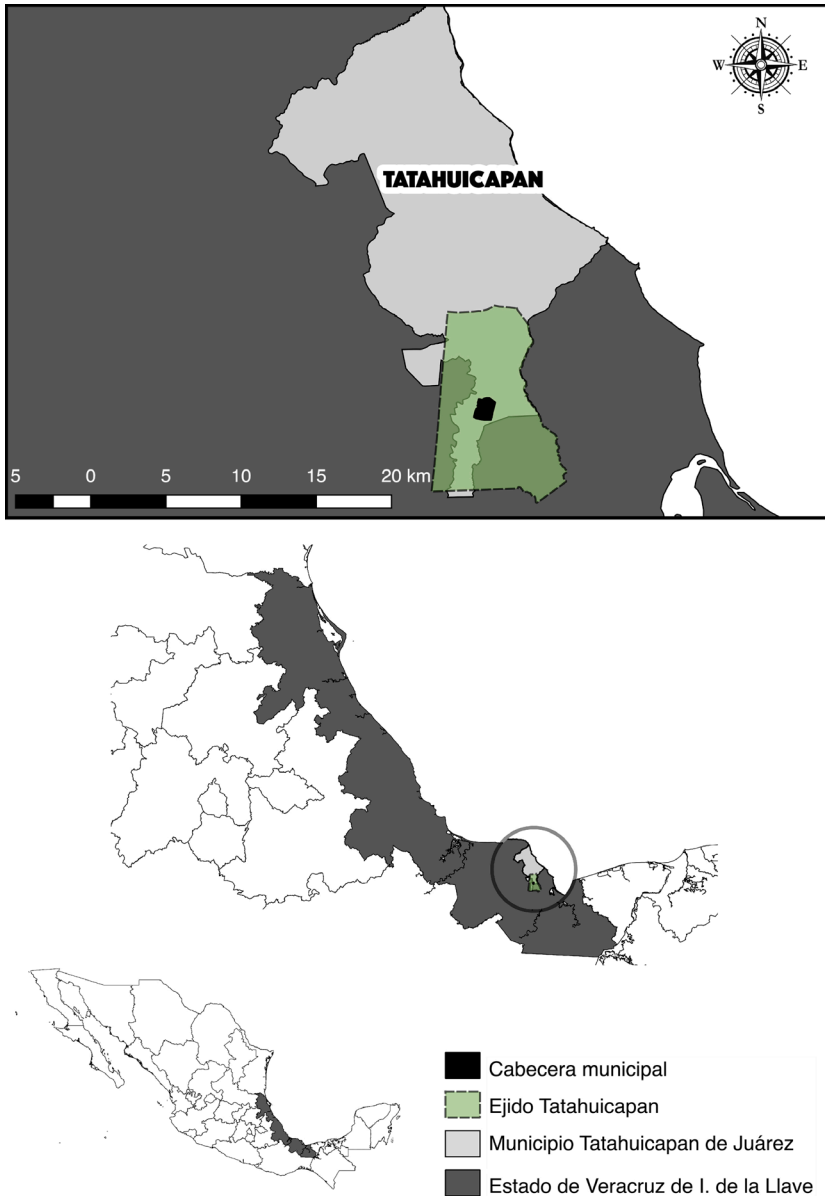 N
W E
S
TATAHUICAPAN
5 0 5 10 15 20 km
Cabecera municipal
Ejido Tatahuicapan
Municipio Tatahuicapan de Juárez
Estado de Veracruz de I. de la Llave